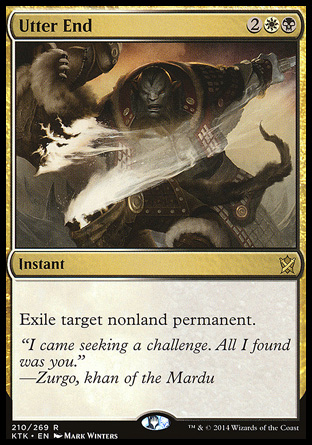 Utter End 2
Instant
Exile target nonland permanent.
“I came seeking a challenge. All I found
was you.”
—Zurgo, khan of the Mardu
210/269 R
KTK • EN Mark Winters
™ & © 2014 Wizards of the Coast